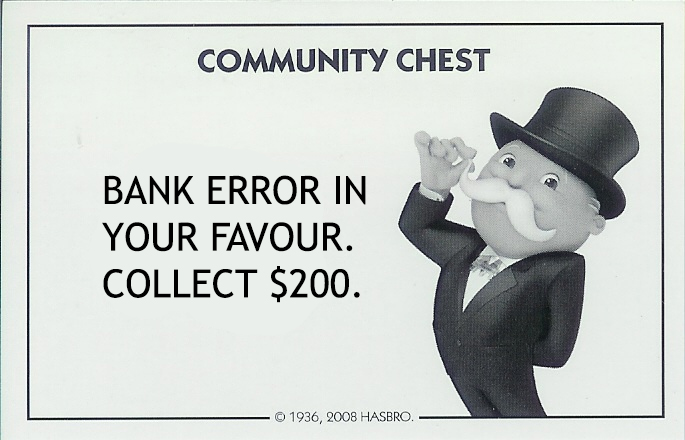 COMMUNITY CHEST
BANK ERROR IN
YOUR FAVOUR.
COLLECT $200.
© 1936, 2008 HASBRO.